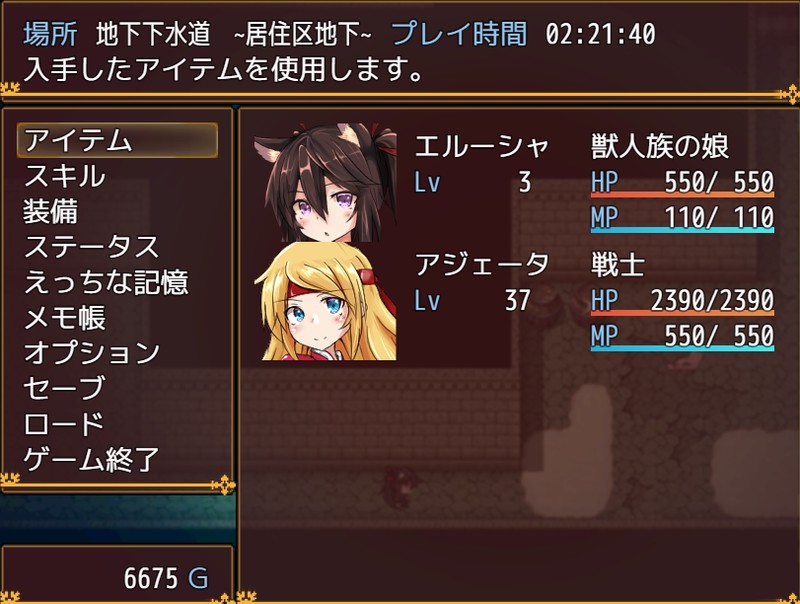 場所 地下下水道 ~居住区地下~ プレイ時間 02:21:40
入手したアイテムを使用します。
アイテム
スキル
装備
ステータス
えっちな記憶
メモ帳
オプション
セーブ
ロード
ゲーム終了
エルーシャ 獣人族の娘
Lv 3 HP 550/ 550
MP 110/ 110
アジェータ 戦士
Lv 37 HP 2390/2390
MP 550/ 550
6675 G